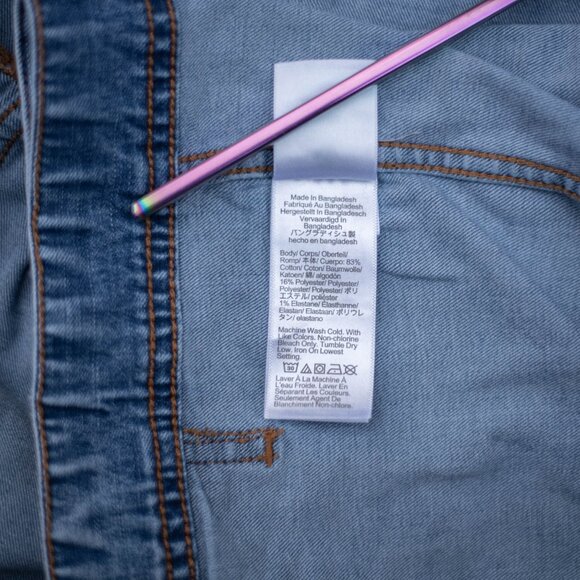 Made In Bangladesh
Fabriqué Au Bangladesh
Hergestellt In Bangladesch
Vervaardigd In
Bangladesh
バングラディシュ製
hecho en bangladesh
Body/ Corps/ Oberteil/
Romp/ 本体/ Cuerpo: 83%
Cotton/ Coton/ Baumwolle/
Katoen/ 綿/ algodón
16% Polyester/ Polyester/
Polyester/ Polyester/ ポリ
エステル/ poliéster
1% Elastane/ Élasthanne/
Elastan/ Elastaan/ ポリウレ
タン/ elastano
Machine Wash Cold. With
Like Colors. Non-chlorine
Bleach Only. Tumble Dry
Low. Iron On Lowest
Setting.
30
Laver À La Machine À
L'eau Froide. Laver En
Séparant Les Couleurs.
Seulement Agent De
Blanchiment Non-chlore.